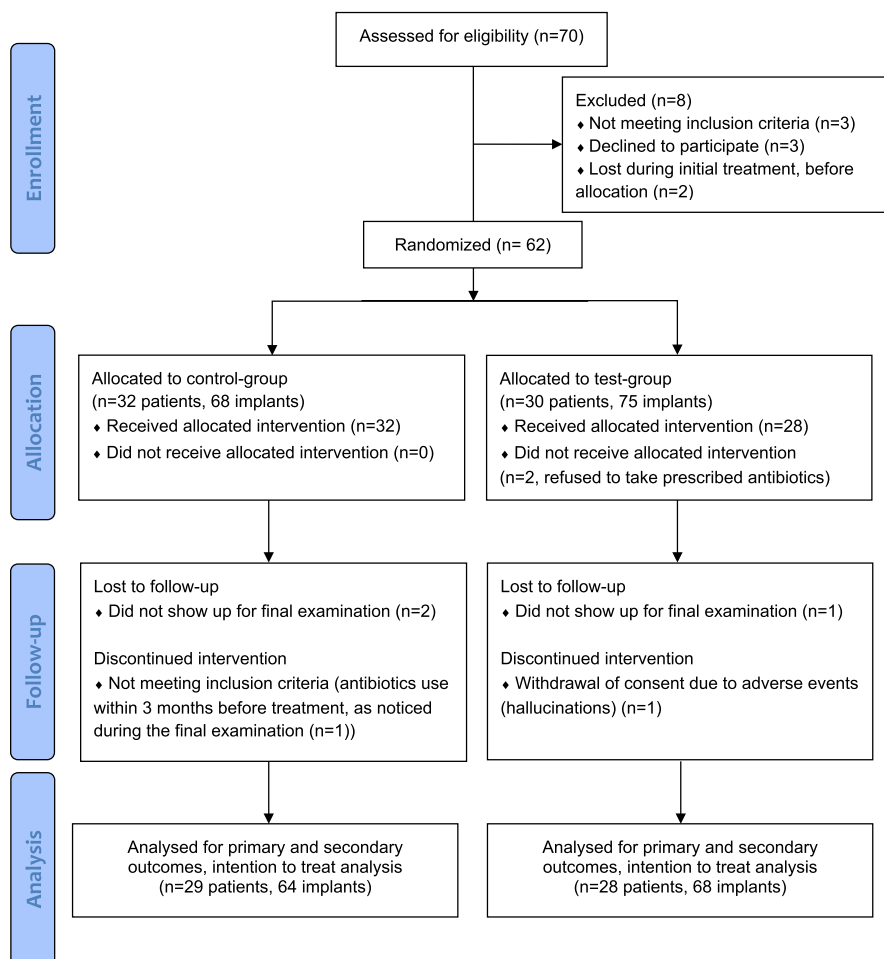 Assessed for eligibility (n=70)
Enrollment
Excluded (n=8)
♦ Not meeting inclusion criteria (n=3)
♦ Declined to participate (n=3)
♦ Lost during initial treatment, before
allocation (n=2)
Randomized (n= 62)
Allocation
Allocated to control-group
(n=32 patients, 68 implants)
♦ Received allocated intervention (n=32)
♦ Did not receive allocated intervention (n=0)
Allocated to test-group
(n=30 patients, 75 implants)
♦ Received allocated intervention (n=28)
♦ Did not receive allocated intervention
(n=2, refused to take prescribed antibiotics)
Follow-up
Lost to follow-up
♦ Did not show up for final examination (n=2)
Discontinued intervention
♦ Not meeting inclusion criteria (antibiotics use
within 3 months before treatment, as noticed
during the final examination (n=1))
Lost to follow-up
♦ Did not show up for final examination (n=1)
Discontinued intervention
♦ Withdrawal of consent due to adverse events
(hallucinations) (n=1)
Analysis
Analysed for primary and secondary
outcomes, intention to treat analysis
(n=29 patients, 64 implants)
Analysed for primary and secondary
outcomes, intention to treat analysis
(n=28 patients, 68 implants)